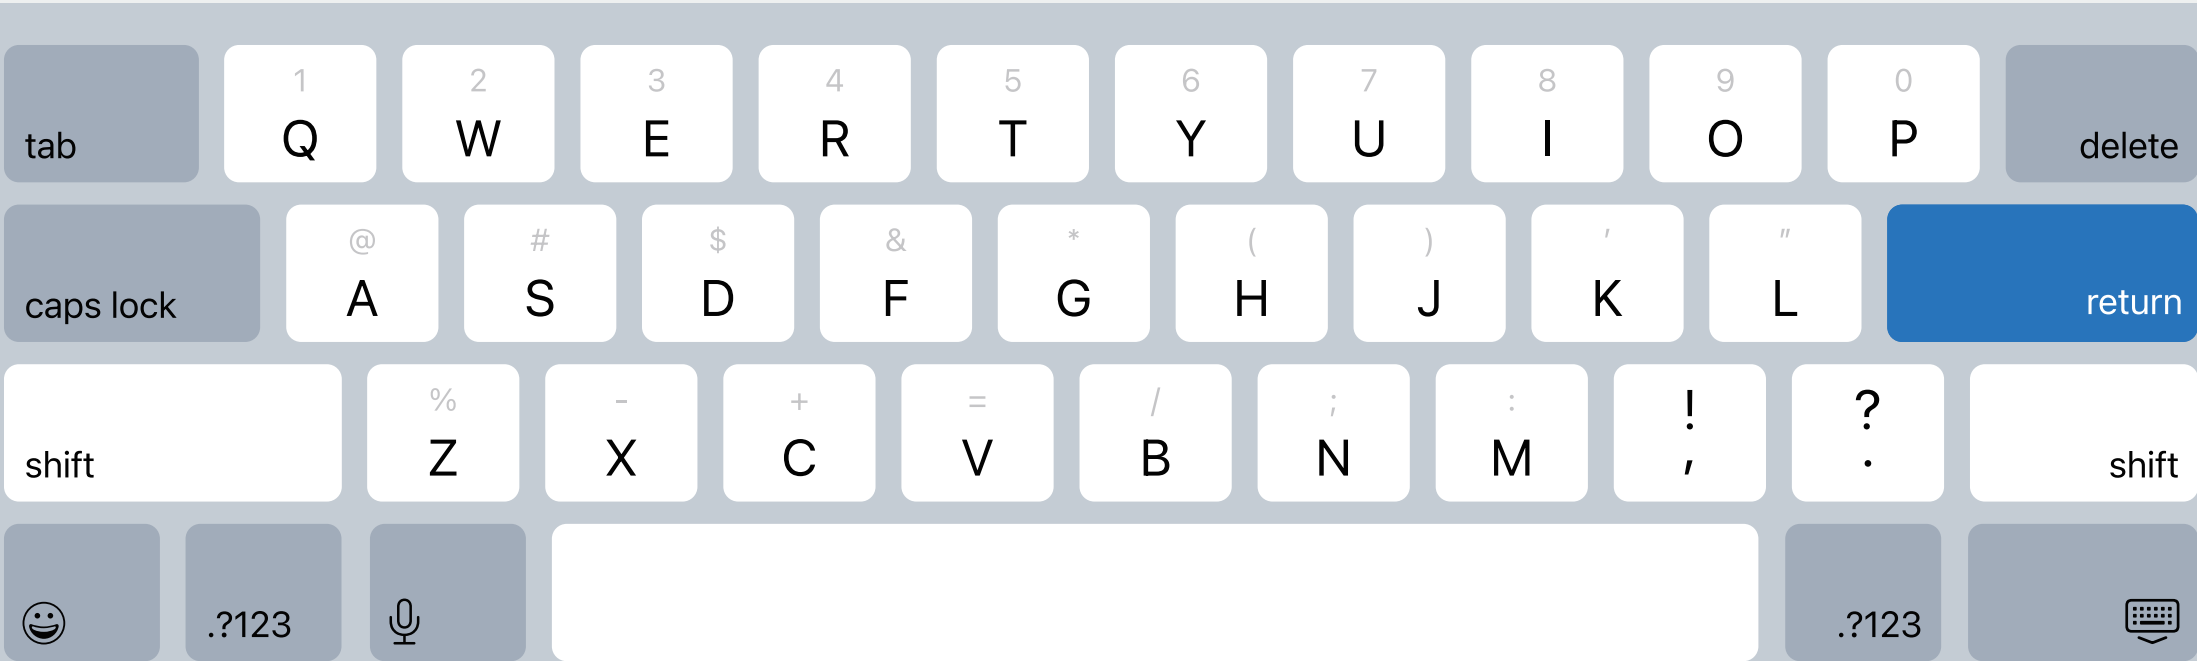 1 2 3 4 5 6 7 8 9 0
tab Q W E R T Y U I O P delete
@ # $ & * ( ) ' "
caps lock A S D F G H J K L return
% - + = / ; : ! ?
shift Z X C V B N M , . shift
.?123 .?123